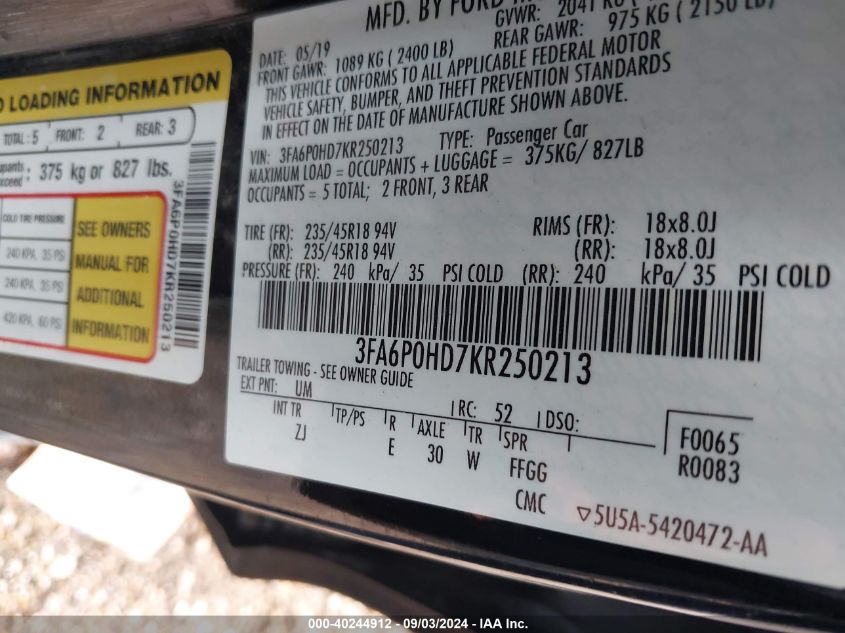 MFD. BY FORD
GVWR: 2041 KG
DATE: 05/19
REAR GAWR: 975 KG ( 2150 LB)
FRONT GAWR: 1089 KG ( 2400 LB)
THIS VEHICLE CONFORMS TO ALL APPLICABLE FEDERAL MOTOR
VEHICLE SAFETY, BUMPER, AND THEFT PREVENTION STANDARDS
IN EFFECT ON THE DATE OF MANUFACTURE SHOWN ABOVE.
VIN: 3FA6P0HD7KR250213 TYPE: Passenger Car
MAXIMUM LOAD = OCCUPANTS + LUGGAGE = 375KG/ 827LB
OCCUPANTS = 5 TOTAL; 2 FRONT, 3 REAR
TIRE (FR): 235/45R18 94V RIMS (FR): 18x8.0J
(RR): 235/45R18 94V (RR): 18x8.0J
PRESSURE (FR): 240 kPa/ 35 PSI COLD (RR): 240 kPa/ 35 PSI COLD
3FA6P0HD7KR250213
TRAILER TOWING - SEE OWNER GUIDE
EXT PNT: UM RC: 52 DSO:
INT TR TP/PS R AXLE TR SPR F0065
ZJ E 30 W FFGG R0083
CMC
5U5A-5420472-AA
LOADING INFORMATION
TOTAL: 5 FRONT: 2 REAR: 3
375 kg or 827 lbs.
COLD TIRE PRESSURE
240 KPA, 35 PSI
240 KPA, 35 PSI
420 KPA, 60 PSI
SEE OWNERS
MANUAL FOR
ADDITIONAL
INFORMATION
3FA6P0HD7KR250213
000-40244912 - 09/03/2024 - IAA Inc.